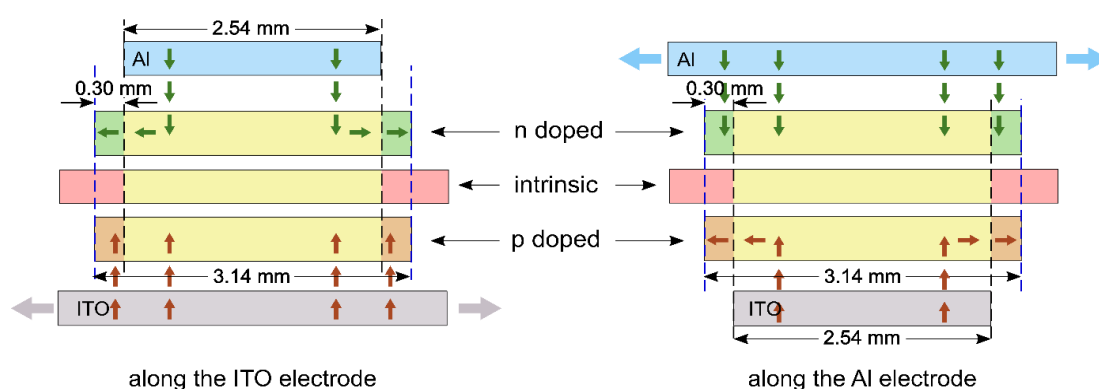 2.54 mm
Al
0.30 mm
n doped
intrinsic
p doped
3.14 mm
ITO
along the ITO electrode
Al
0.30 mm
3.14 mm
ITO
2.54 mm
along the Al electrode